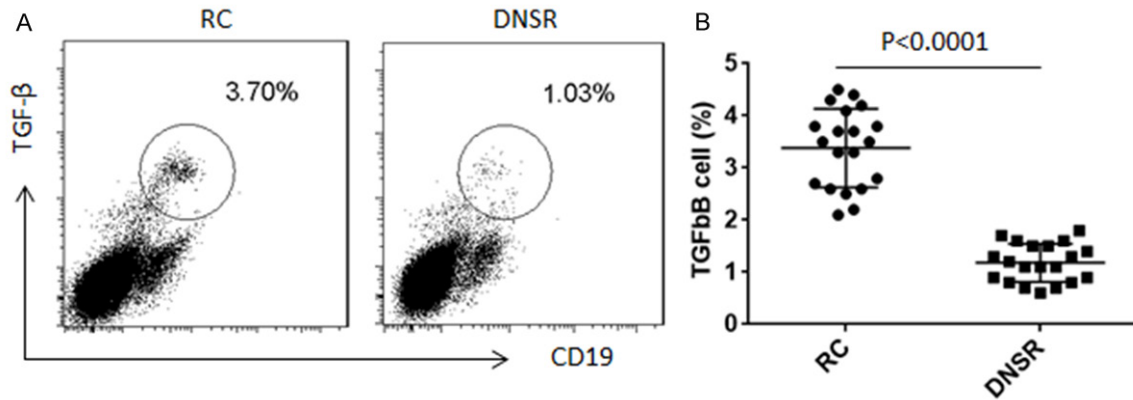 A
RC
DNSR
TGF-β
3.70%
1.03%
CD19
B
P<0.0001
TGFbB cell (%)
5
4
3
2
1
0
RC
DNSR